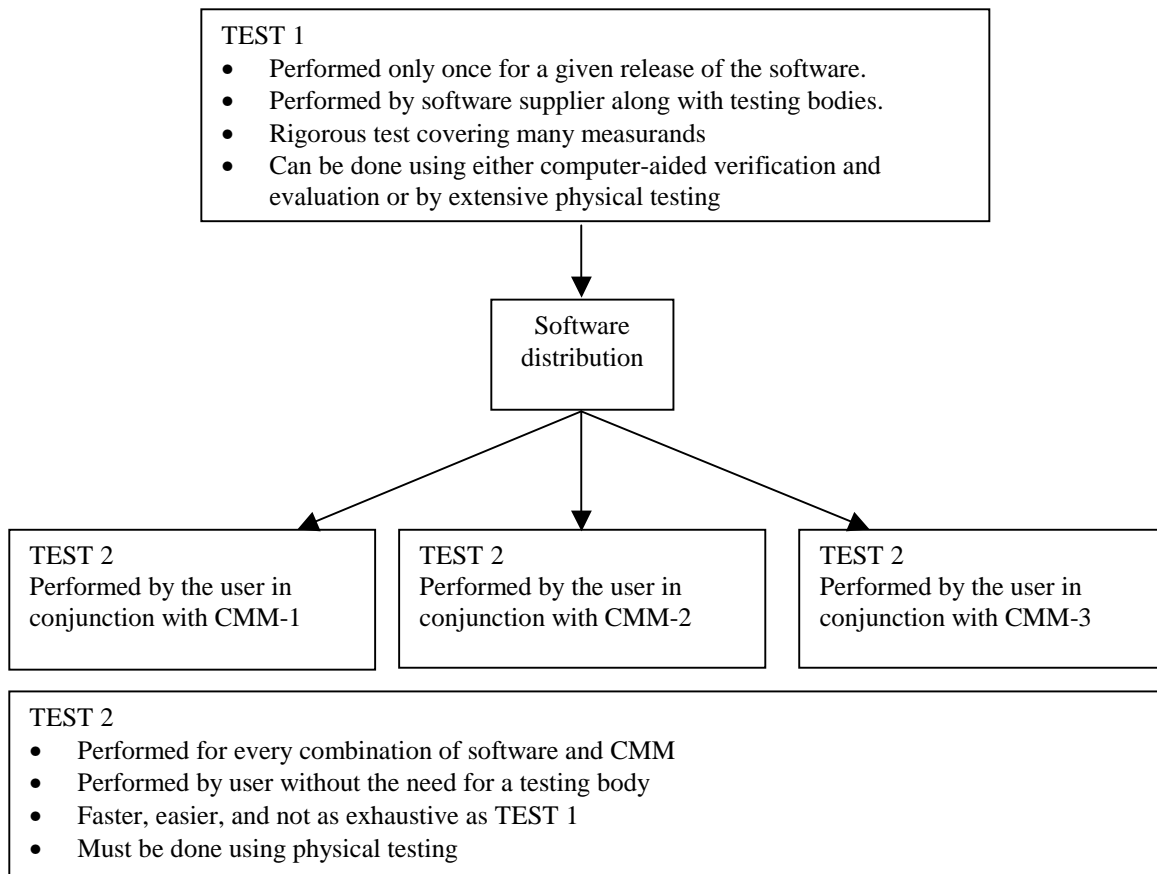 TEST 1
• Performed only once for a given release of the software.
• Performed by software supplier along with testing bodies.
• Rigorous test covering many measurands
• Can be done using either computer-aided verification and
evaluation or by extensive physical testing
Software
distribution
TEST 2
Performed by the user in
conjunction with CMM-1
TEST 2
Performed by the user in
conjunction with CMM-2
TEST 2
Performed by the user in
conjunction with CMM-3
TEST 2
• Performed for every combination of software and CMM
• Performed by user without the need for a testing body
• Faster, easier, and not as exhaustive as TEST 1
• Must be done using physical testing